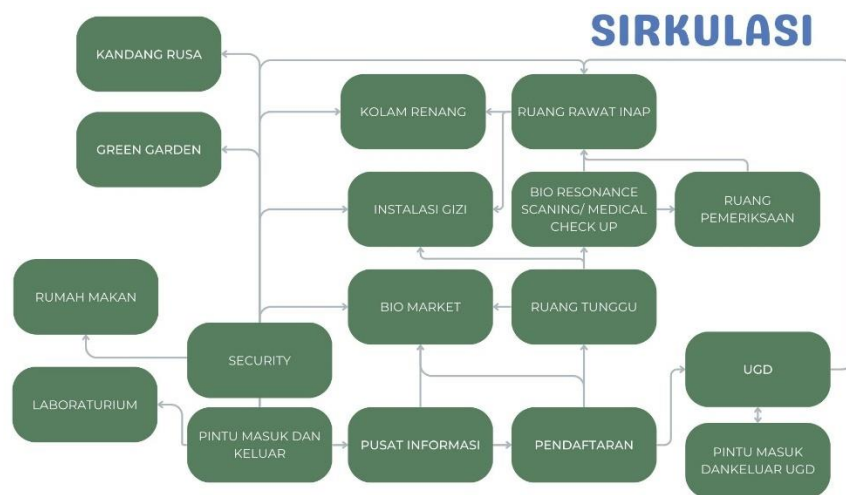 SIRKULASI
KANDANG RUSA
KOLAM RENANG
RUANG RAWAT INAP
GREEN GARDEN
INSTALASI GIZI
BIO RESONANCE
SCANING/ MEDICAL
CHECK UP
RUANG
PEMERIKSAAN
RUMAH MAKAN
BIO MARKET
RUANG TUNGGU
SECURITY
UGD
LABORATURIUM
PINTU MASUK DAN
KELUAR
PUSAT INFORMASI
PENDAFTARAN
PINTU MASUK
DANKELUAR UGD